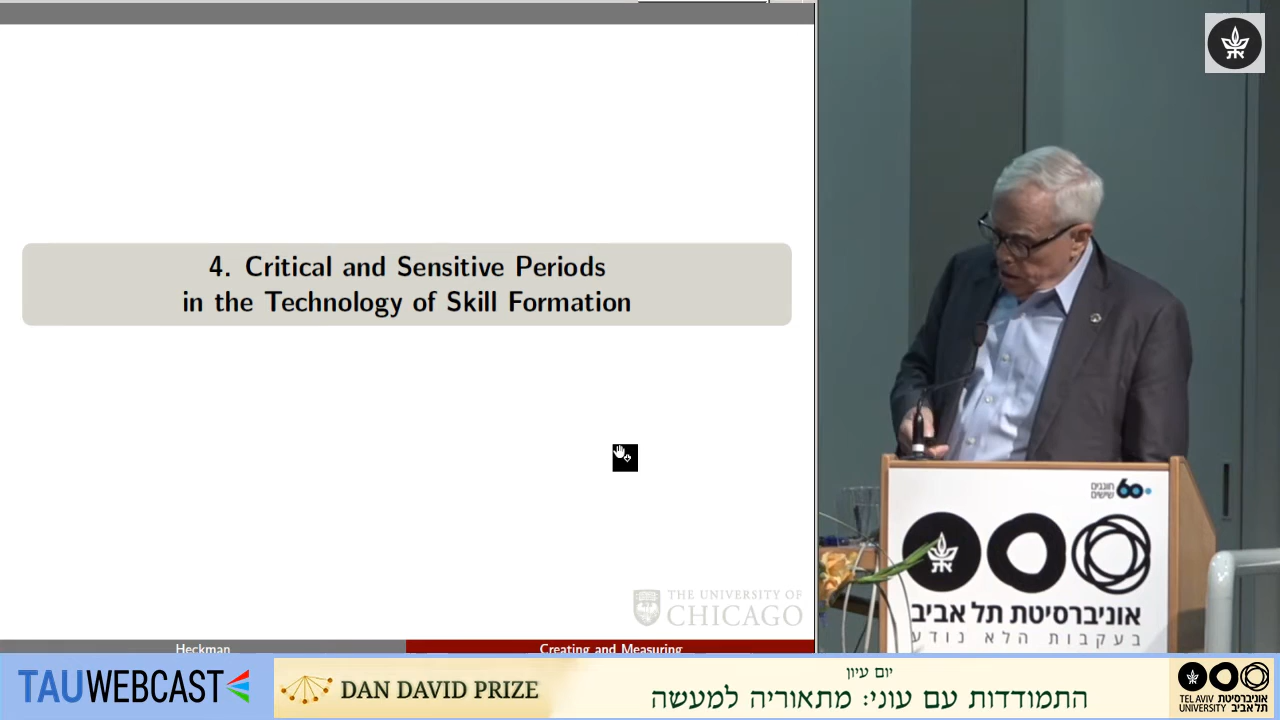 4. Critical and Sensitive Periods
in the Technology of Skill Formation
THE UNIVERSITY OF
CHICAGO
Heckman
Creating and Measuring
חוגגים
שישים
60
אוניברסיטת תל אביב
בעקבות הלא נודע
TAUWEBCAST
DAN DAVID PRIZE
יום עיון
התמודדות עם עוני: מתאוריה למעשה
TEL AVIV אוניברסיטת
UNIVERSITY תל אביב